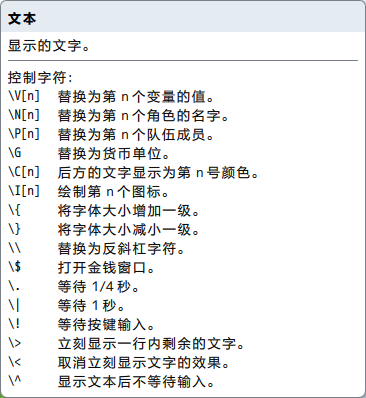 文本
显示的文字。
控制字符:
\V[n] 替换为第 n 个变量的值。
\N[n] 替换为第 n 个角色的名字。
\P[n] 替换为第 n 个队伍成员。
\G 替换为货币单位。
\C[n] 后方的文字显示为第 n 号颜色。
\I[n] 绘制第 n 个图标。
\{ 将字体大小增加一级。
\} 将字体大小减小一级。
\\ 替换为反斜杠字符。
\$ 打开金钱窗口。
\. 等待 1/4 秒。
\| 等待 1 秒。
\! 等待按键输入。
\> 立刻显示一行内剩余的文字。
\< 取消立刻显示文字的效果。
\^ 显示文本后不等待输入。